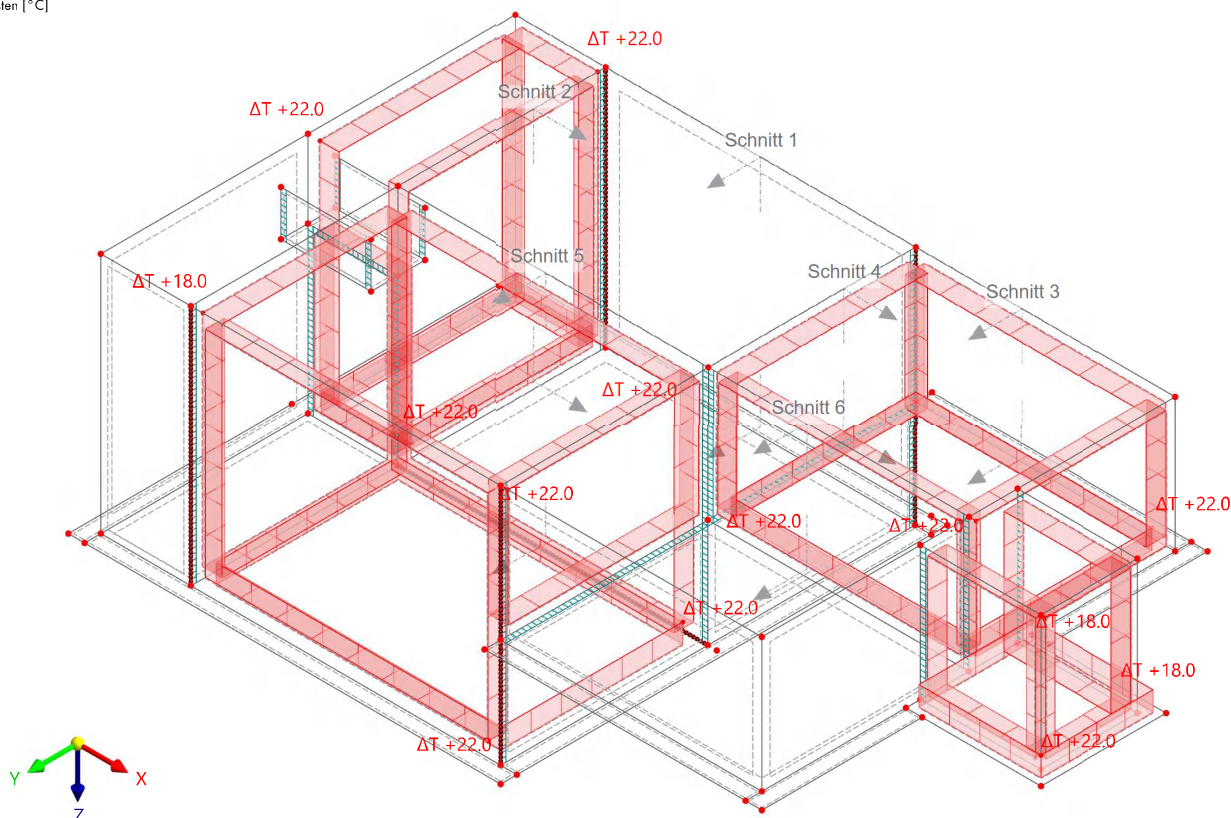 [°C]
ΔT +22.0
Schnitt 2
ΔT +22.0
Schnitt 1
Schnitt 5
Schnitt 4
ΔT +18.0
Schnitt 3
ΔT +22.0
ΔT +22.0
Schnitt 6
ΔT +22.0
ΔT +22.0
ΔT +22.0
ΔT +22.0
ΔT +22.0
ΔT +18.0
ΔT +18.0
ΔT +22.0
ΔT +22.0
Y
X
Z